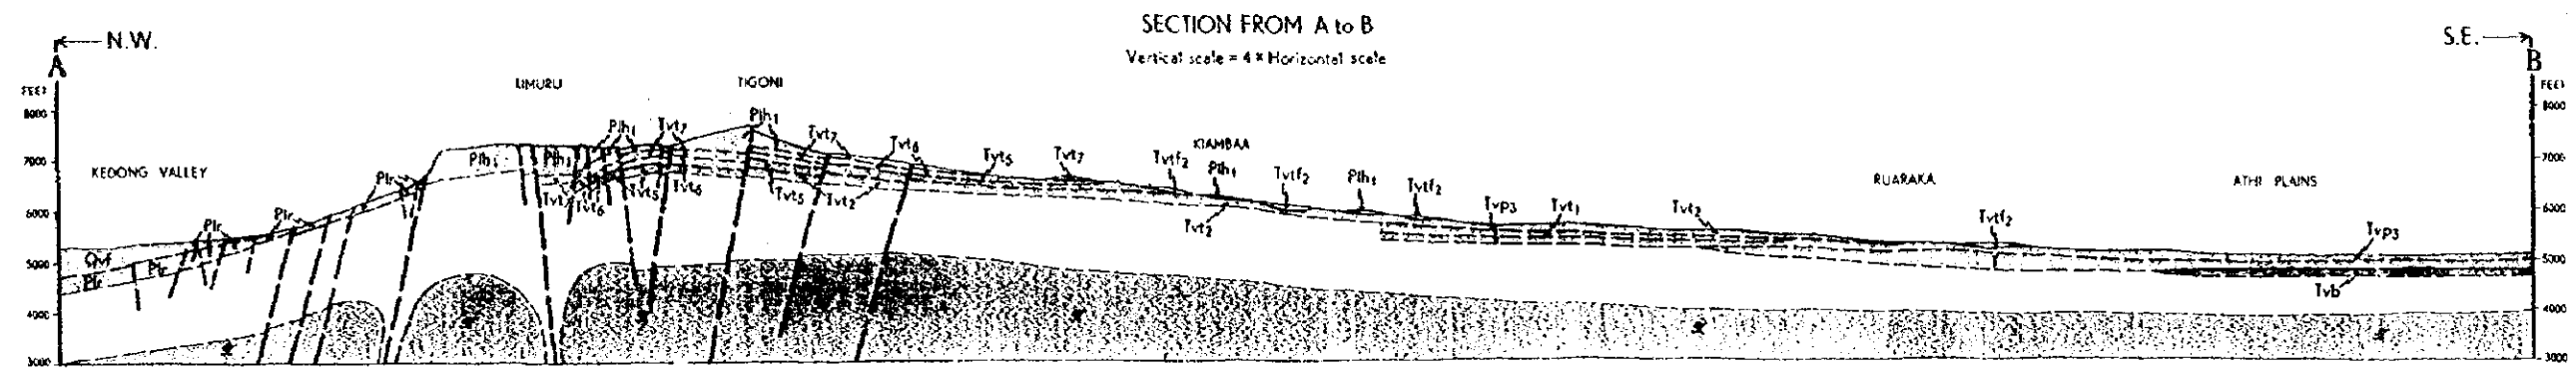 SECTION FROM A to B
Vertical scale = 4 × Horizontal scale
← N.W.
S.E. →
A
B
FEET
FEET
LIMURU
TIGONI
8000
8000
Plh1
Tvt7
Plh1
Tvt7
Tvt6
KIAMBAA
7000
Plh1
Plh1
Tvt5
Tvt7
Tvtf2
Plh1
Tvtf2
Plh1
Tvtf2
7000
KEDONG VALLEY
Plr
Tvt5
Tvt6
Tvt5
Tvt2
RUARAKA
ATHI PLAINS
Tvt6
6000
Plr
Plr
Tvt2
Tvp3
Tvt1
Tvt2
Tvtf2
6000
Tvp3
Qvf
Plr
5000
5000
Plr
Tvb
4000
4000
3000
3000